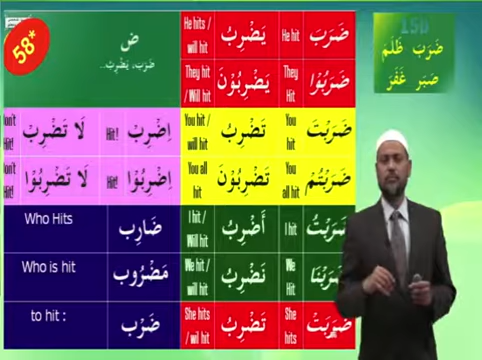 58*
ض
ضَرَبَ، يَضْرِبُ...
He hits / will hit
يَضْرِبُ
He hit
ضَرَبَ
They hit / Will hit
يَضْرِبُوْنَ
They Hit
ضَرَبُوْا
لَا تَضْرِبْ
Hit!
اِضْرِبْ
You hit / will hit
تَضْرِبُ
You hit
ضَرَبْتَ
لَا تَضْرِبُوْا
Hit!
اِضْرِبُوْا
You all hit
تَضْرِبُوْنَ
You all hit
ضَرَبْتُمْ
Who Hits
ضَارِب
I hit / Will hit
أَضْرِبُ
I hit
ضَرَبْتُ
Who is hit
مَضْرُوب
We hit / will hit
نَضْرِبُ
We Hit
ضَرَبْنَا
to hit :
ضَرْب
She hits / wil hit
تَضْرِبُ
She hits
ضَرَبَتْ
ضَرَبَ ظَلَمَ
صَبَرَ غَفَرَ